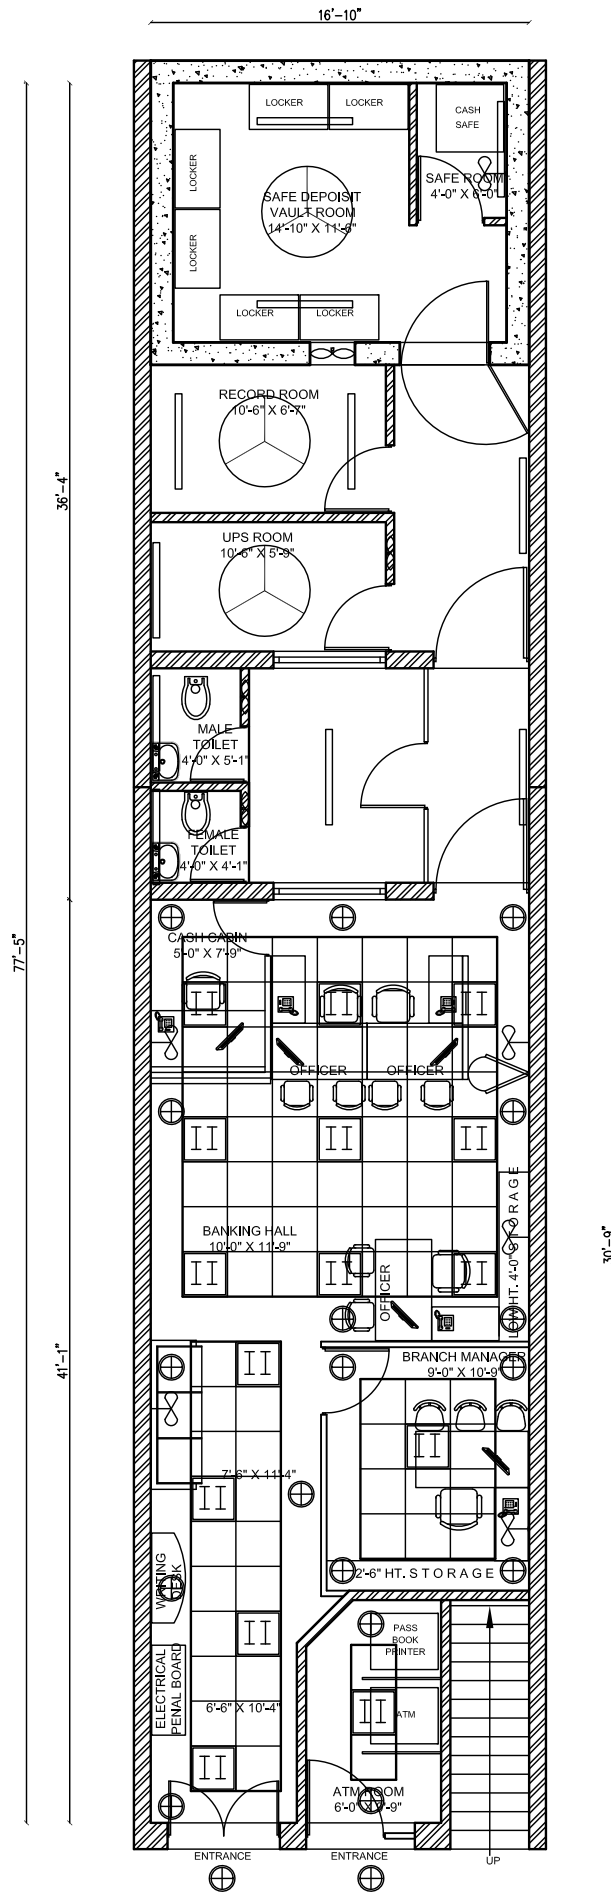 16'-10"
LOCKER
LOCKER
CASH
SAFE
LOCKER
SAFE ROOM
4'-0" X 6'-0"
SAFE DEPOSIT
VAULT ROOM
14'-10" X 11'-6"
LOCKER
LOCKER
LOCKER
RECORD ROOM
10'-6" X 6'-7"
36'-4"
UPS ROOM
10'-6" X 5'-9"
MALE
TOILET
4'-0" X 5'-1"
FEMALE
TOILET
4'-0" X 4'-1"
77'-5"
CASH CABIN
5'-0" X 7'-9"
OFFICER
OFFICER
BANKING HALL
10'-0" X 11'-9"
LOW HT. 4'-0" STORAGE
30'-9"
OFFICER
41'-1"
BRANCH MANAGER
9'-0" X 10'-9"
7'-6" X 11'-4"
WRITING
DESK
2'-6" HT. STORAGE
PASS
BOOK
PRINTER
ELECTRICAL
PENAL BOARD
6'-6" X 10'-4"
ATM
ATM ROOM
ENTRANCE
ENTRANCE
UP